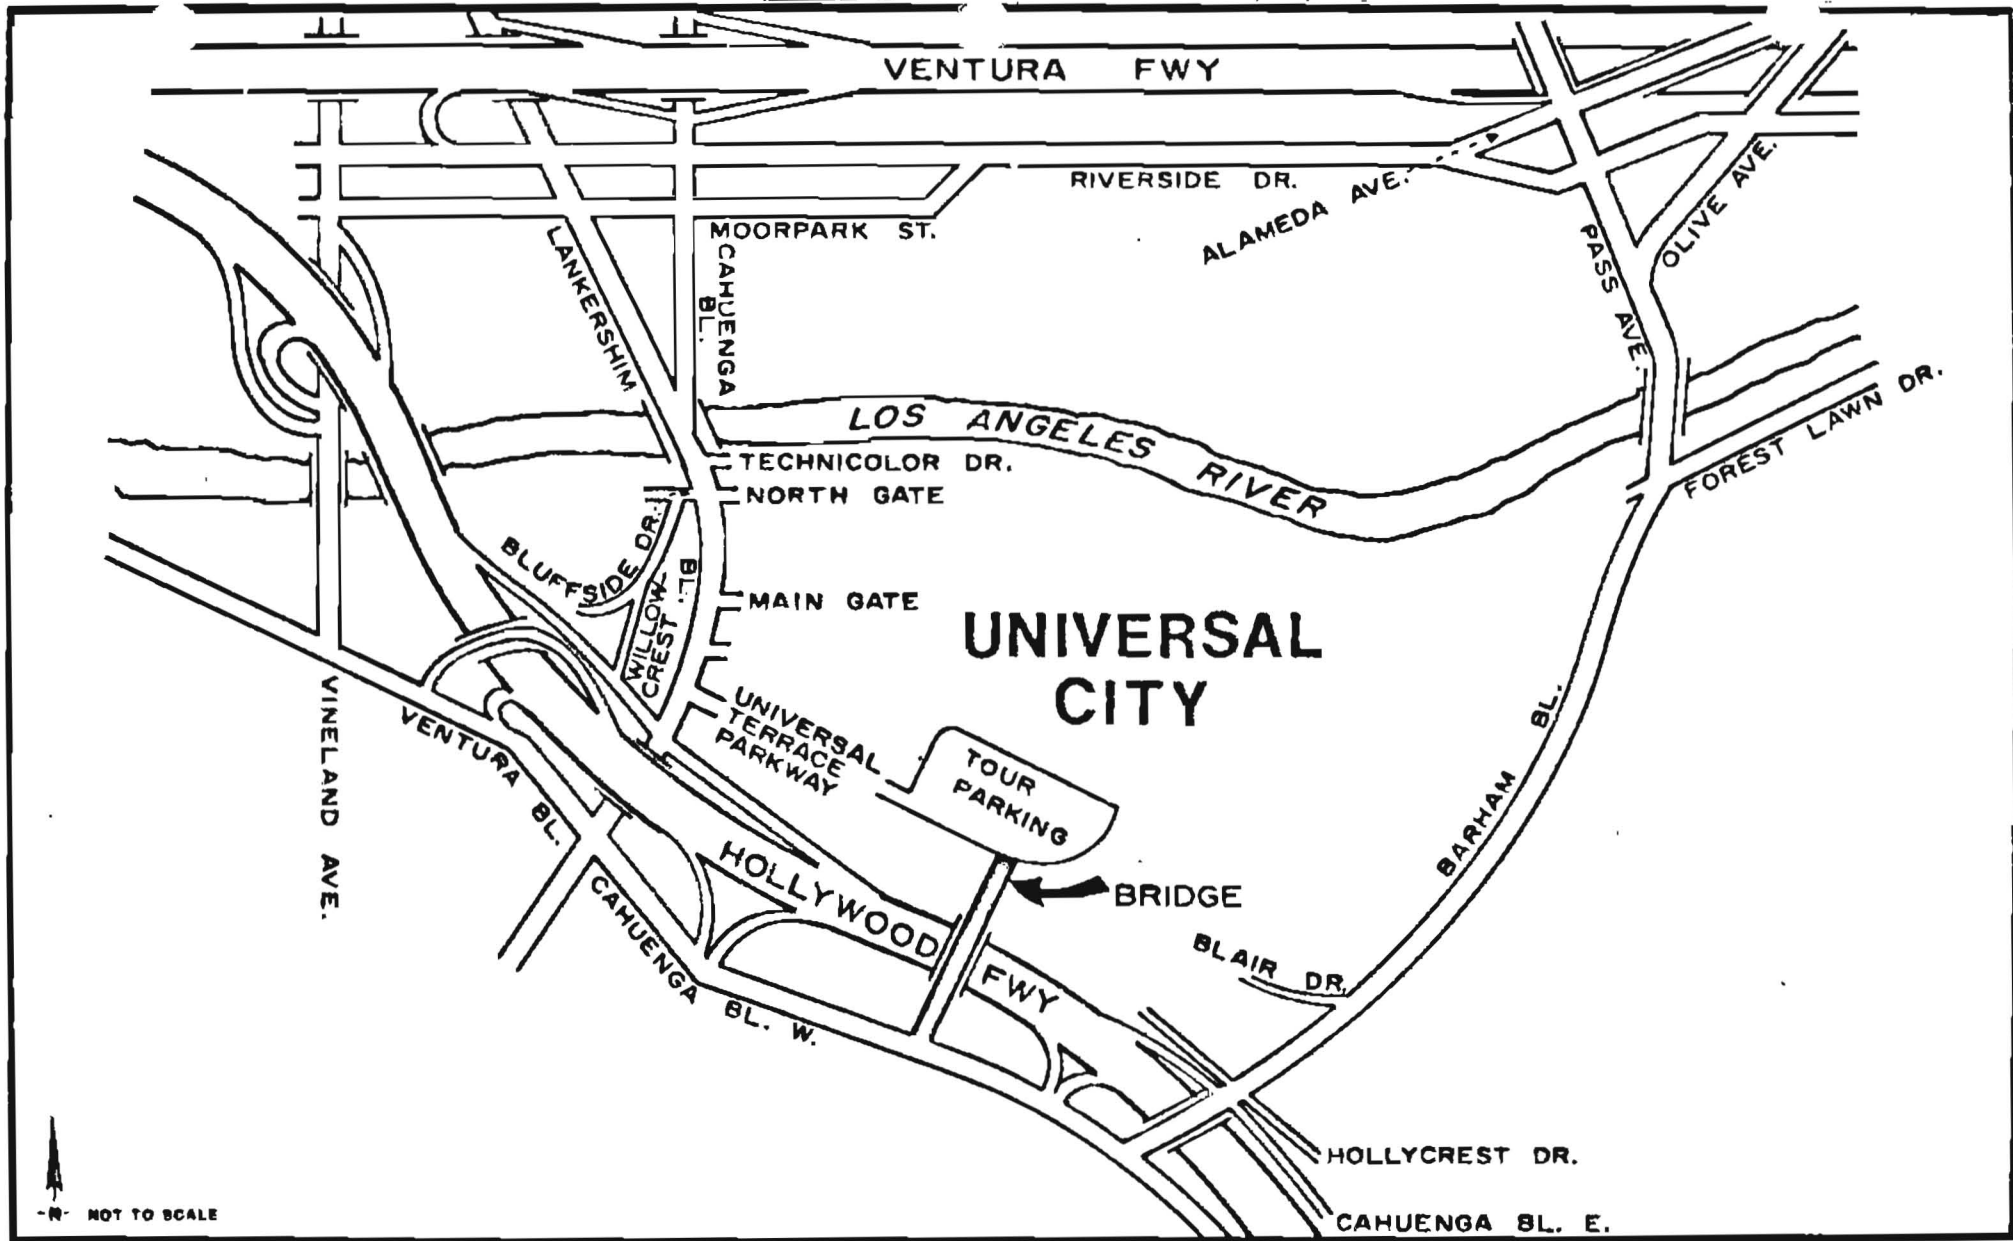 VENTURA FWY
RIVERSIDE DR.
ALAMEDA AVE.
OLIVE AVE.
MOORPARK ST.
LANKERSHIM
BL.
CAHUENGA
BL.
PASS AVE.
LOS ANGELES RIVER
FOREST LAWN DR.
TECHNICOLOR DR.
NORTH GATE
BLUFFSIDE DR.
WILLOW-
CREST
MAIN GATE
UNIVERSAL
CITY
UNIVERSAL
TERRACE
PARKWAY
VINELAND AVE.
VENTURA BL.
TOUR
PARKING
BARHAM BL.
HOLLYWOOD FWY
BRIDGE
CAHUENGA BL. W.
BLAIR DR.
HOLLYCREST DR.
CAHUENGA BL. E.
-N- NOT TO SCALE